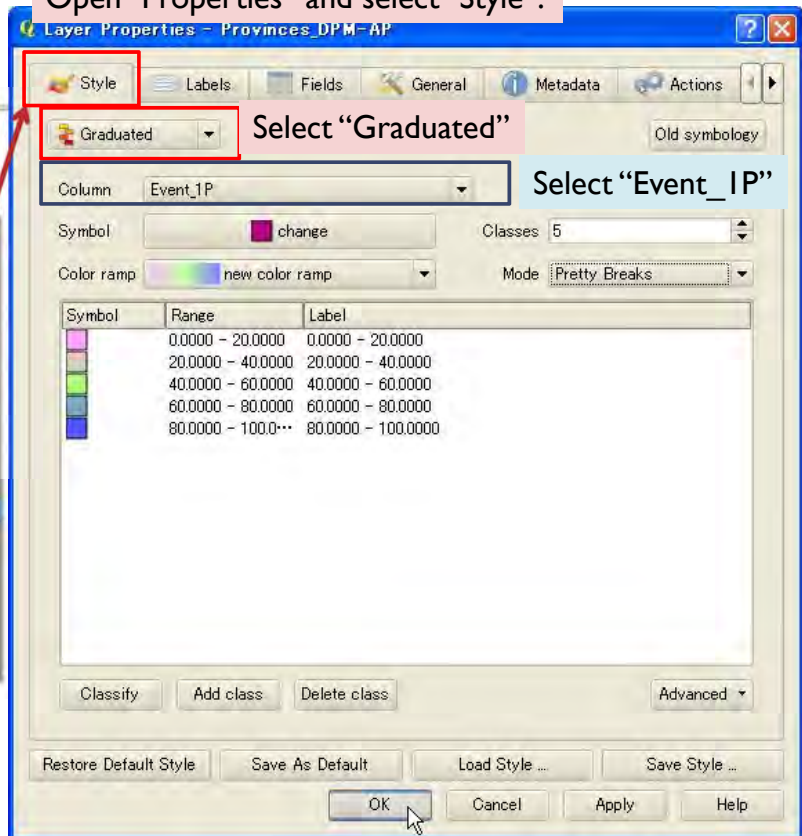 Open "Properties" and select "Style".
Layer Properties - Provinces_DPM-AP
Style Labels Fields General Metadata Actions
Graduated Select "Graduated" Old symbology
Column Event_1P Select "Event_1P"
Symbol change Classes 5
Color ramp new color ramp Mode Pretty Breaks
Symbol Range Label
0.0000 - 20.0000 0.0000 - 20.0000
20.0000 - 40.0000 20.0000 - 40.0000
40.0000 - 60.0000 40.0000 - 60.0000
60.0000 - 80.0000 60.0000 - 80.0000
80.0000 - 100.0··· 80.0000 - 100.0000
Classify Add class Delete class Advanced
Restore Default Style Save As Default Load Style ... Save Style ...
OK Cancel Apply Help